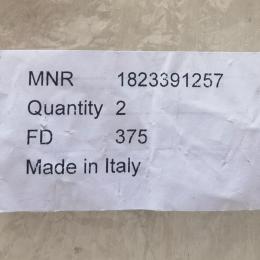 MNR 1823391257
Quantity 2
FD 375
Made in Italy